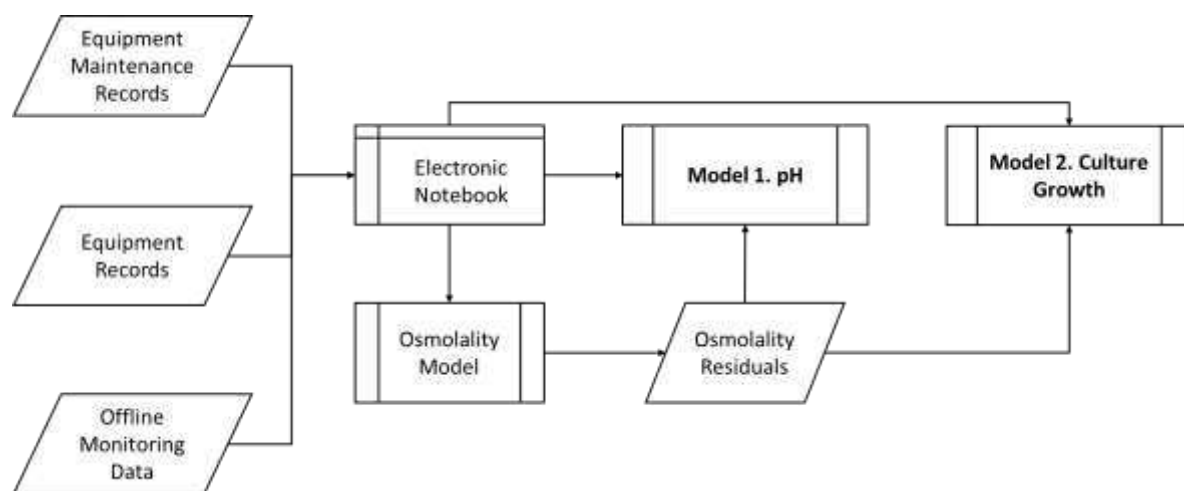 Equipment
Maintenance
Records
Electronic
Notebook
Model 1. pH
Model 2. Culture
Growth
Equipment
Records
Osmolality
Model
Osmolality
Residuals
Offline
Monitoring
Data